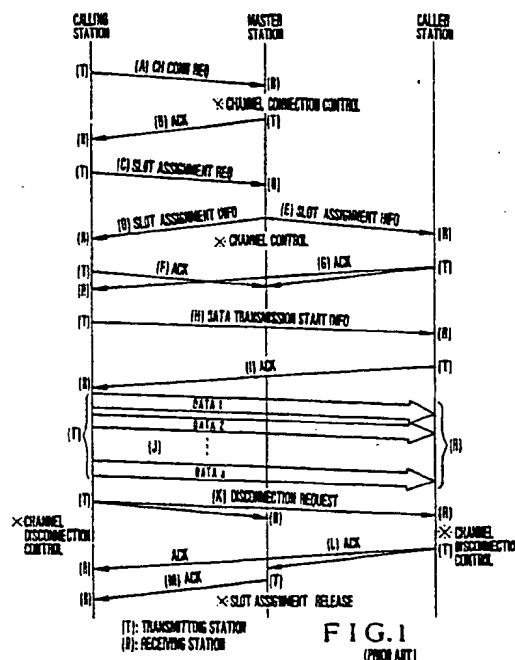 CALLING STATION
MASTER STATION
CALLER STATION
[T]
(A) CH CONN REQ
[R]
× CHANNEL CONNECTION CONTROL
(B) ACK
[T]
[R]
[T]
(C) SLOT ASSIGNMENT REQ
[R]
(D) SLOT ASSIGNMENT INFO
(E) SLOT ASSIGNMENT INFO
[R]
× CHANNEL CONTROL
[R]
[T]
(F) ACK
(G) ACK
[T]
[R]
[T]
(H) DATA TRANSMISSION START INFO
[R]
(I) ACK
[T]
[R]
DATA 1
DATA 2
[T]
(J)
[R]
DATA
[T]
(K) DISCONNECTION REQUEST
[R]
[R]
× CHANNEL DISCONNECTION CONTROL
× CHANNEL DISCONNECTION CONTROL
(L) ACK
[T]
ACK
[R]
(M) ACK
[T]
[R]
× SLOT ASSIGNMENT RELEASE
[T]: TRANSMITTING STATION
[R]: RECEIVING STATION
FIG.1
(PRIOR ART)